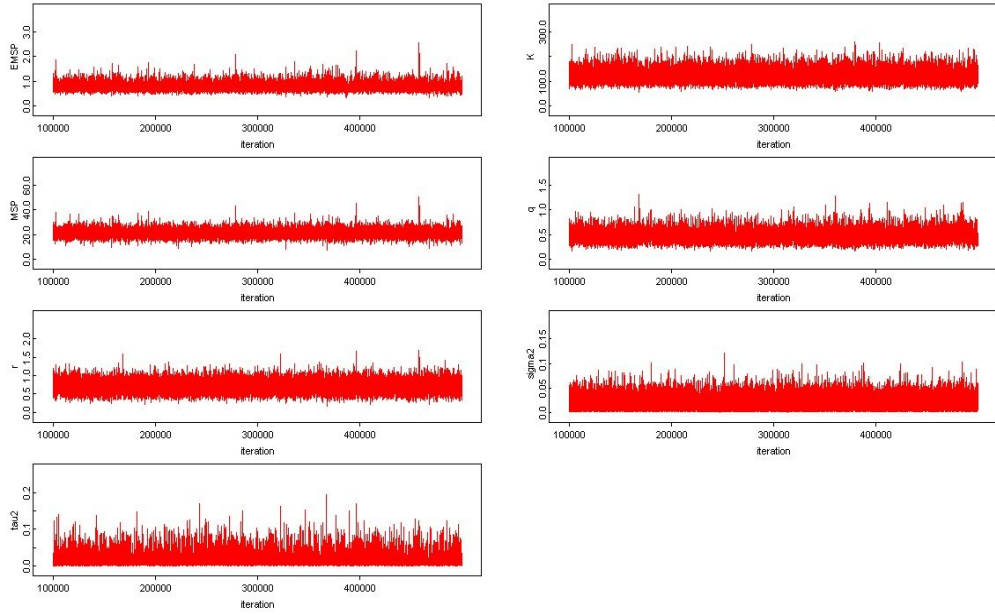 EMSP
0.0 1.0 2.0 3.0
100000 200000 300000 400000
iteration
K
0.0 100.0 300.0
100000 200000 300000 400000
iteration
MSP
0.0 20.0 40.0 60.0
100000 200000 300000 400000
iteration
q
0.0 0.5 1.0 1.5
100000 200000 300000 400000
iteration
r
0.0 0.5 1.0 1.5 2.0
100000 200000 300000 400000
iteration
sigma2
0.0 0.05 0.1 0.15
100000 200000 300000 400000
iteration
tau2
0.0 0.1 0.2
100000 200000 300000 400000
iteration